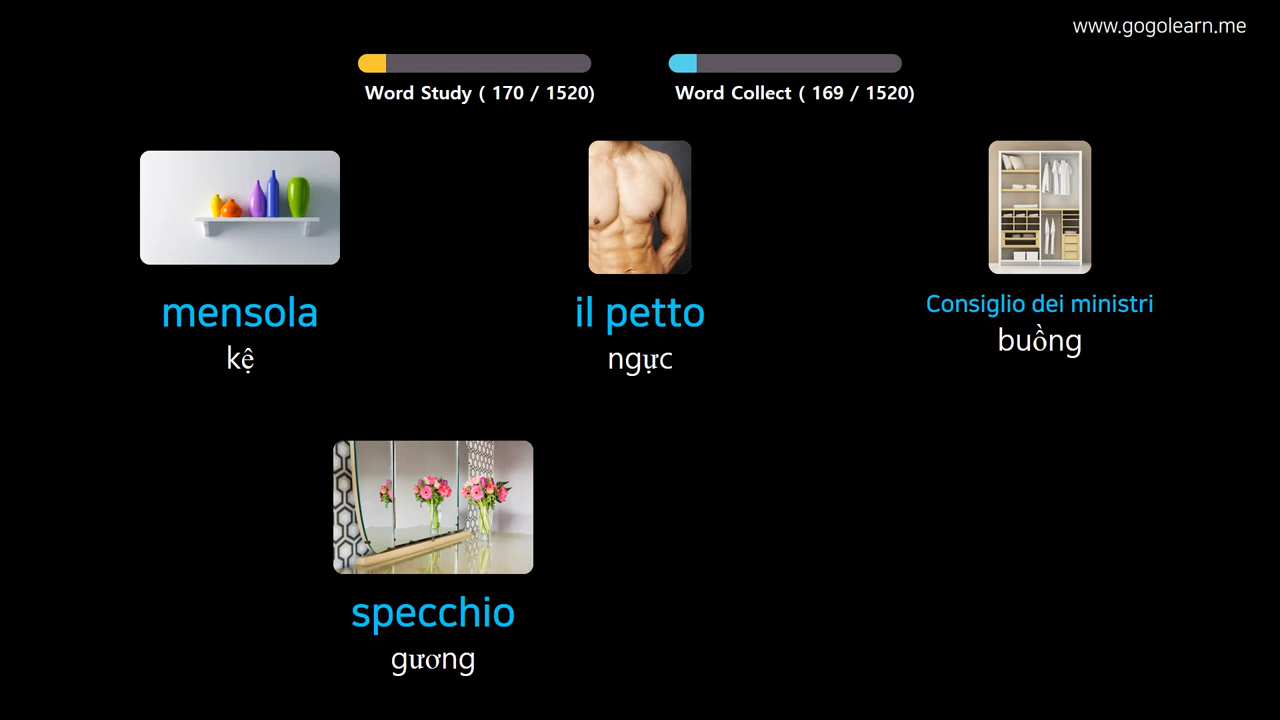 www.gogolearn.me
Word Study ( 170 / 1520)
Word Collect ( 169 / 1520)
mensola
kệ
il petto
ngực
Consiglio dei ministri
buồng
specchio
gương